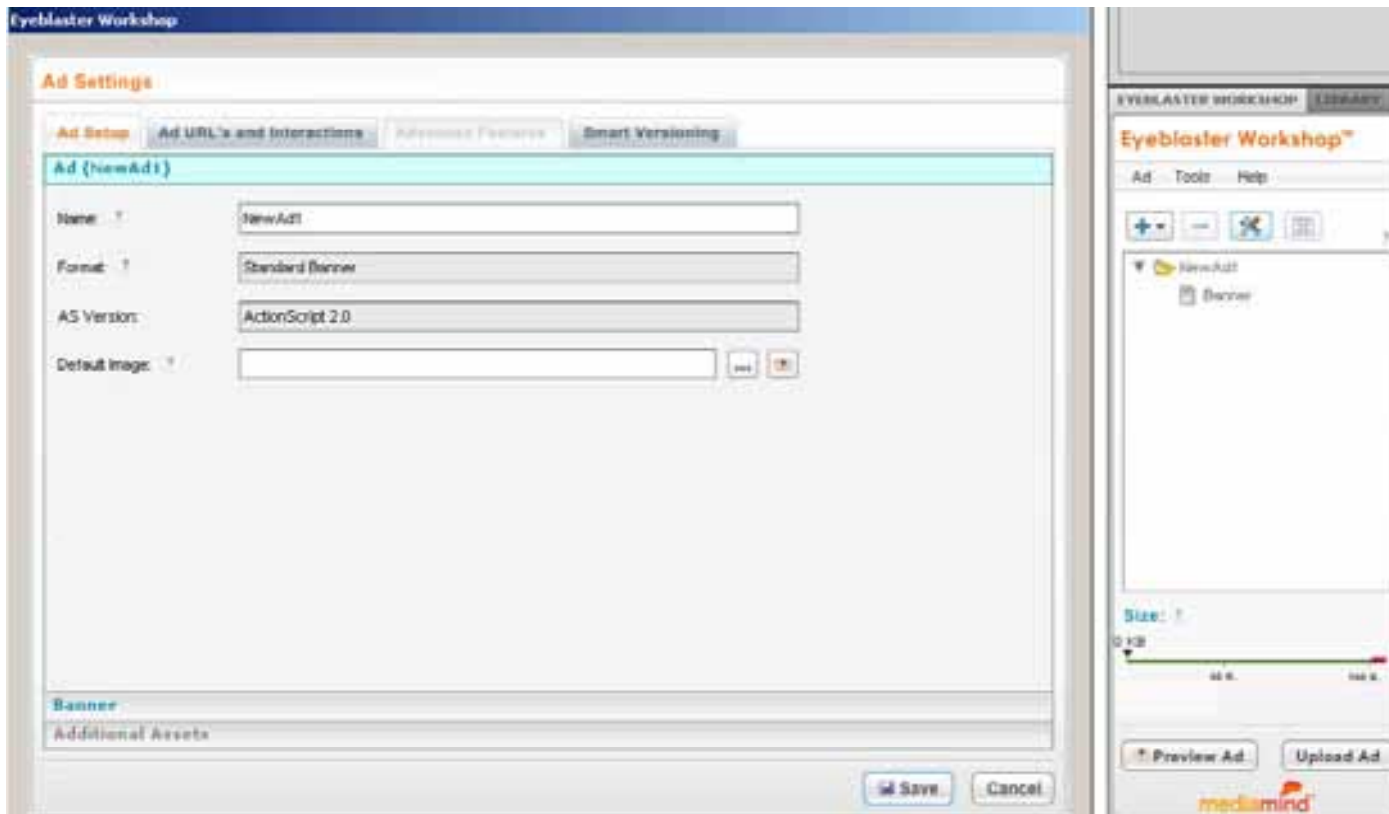 Eyeblaster Workshop
Ad Settings
Ad Setup
Ad URL's and Interactions
Advanced Features
Smart Versioning
Ad (NewAd1)
Name: ?
NewAd1
Format: ?
Standard Banner
AS Version:
ActionScript 2.0
Default Image: ?
...
Banner
Additional Assets
Save
Cancel
EYEBLASTER WORKSHOP
LIBRARY
Eyeblaster Workshop™
Ad Tools Help
NewAd1
Banner
Size: ?
0 KB
Preview Ad
Upload Ad
mediamind